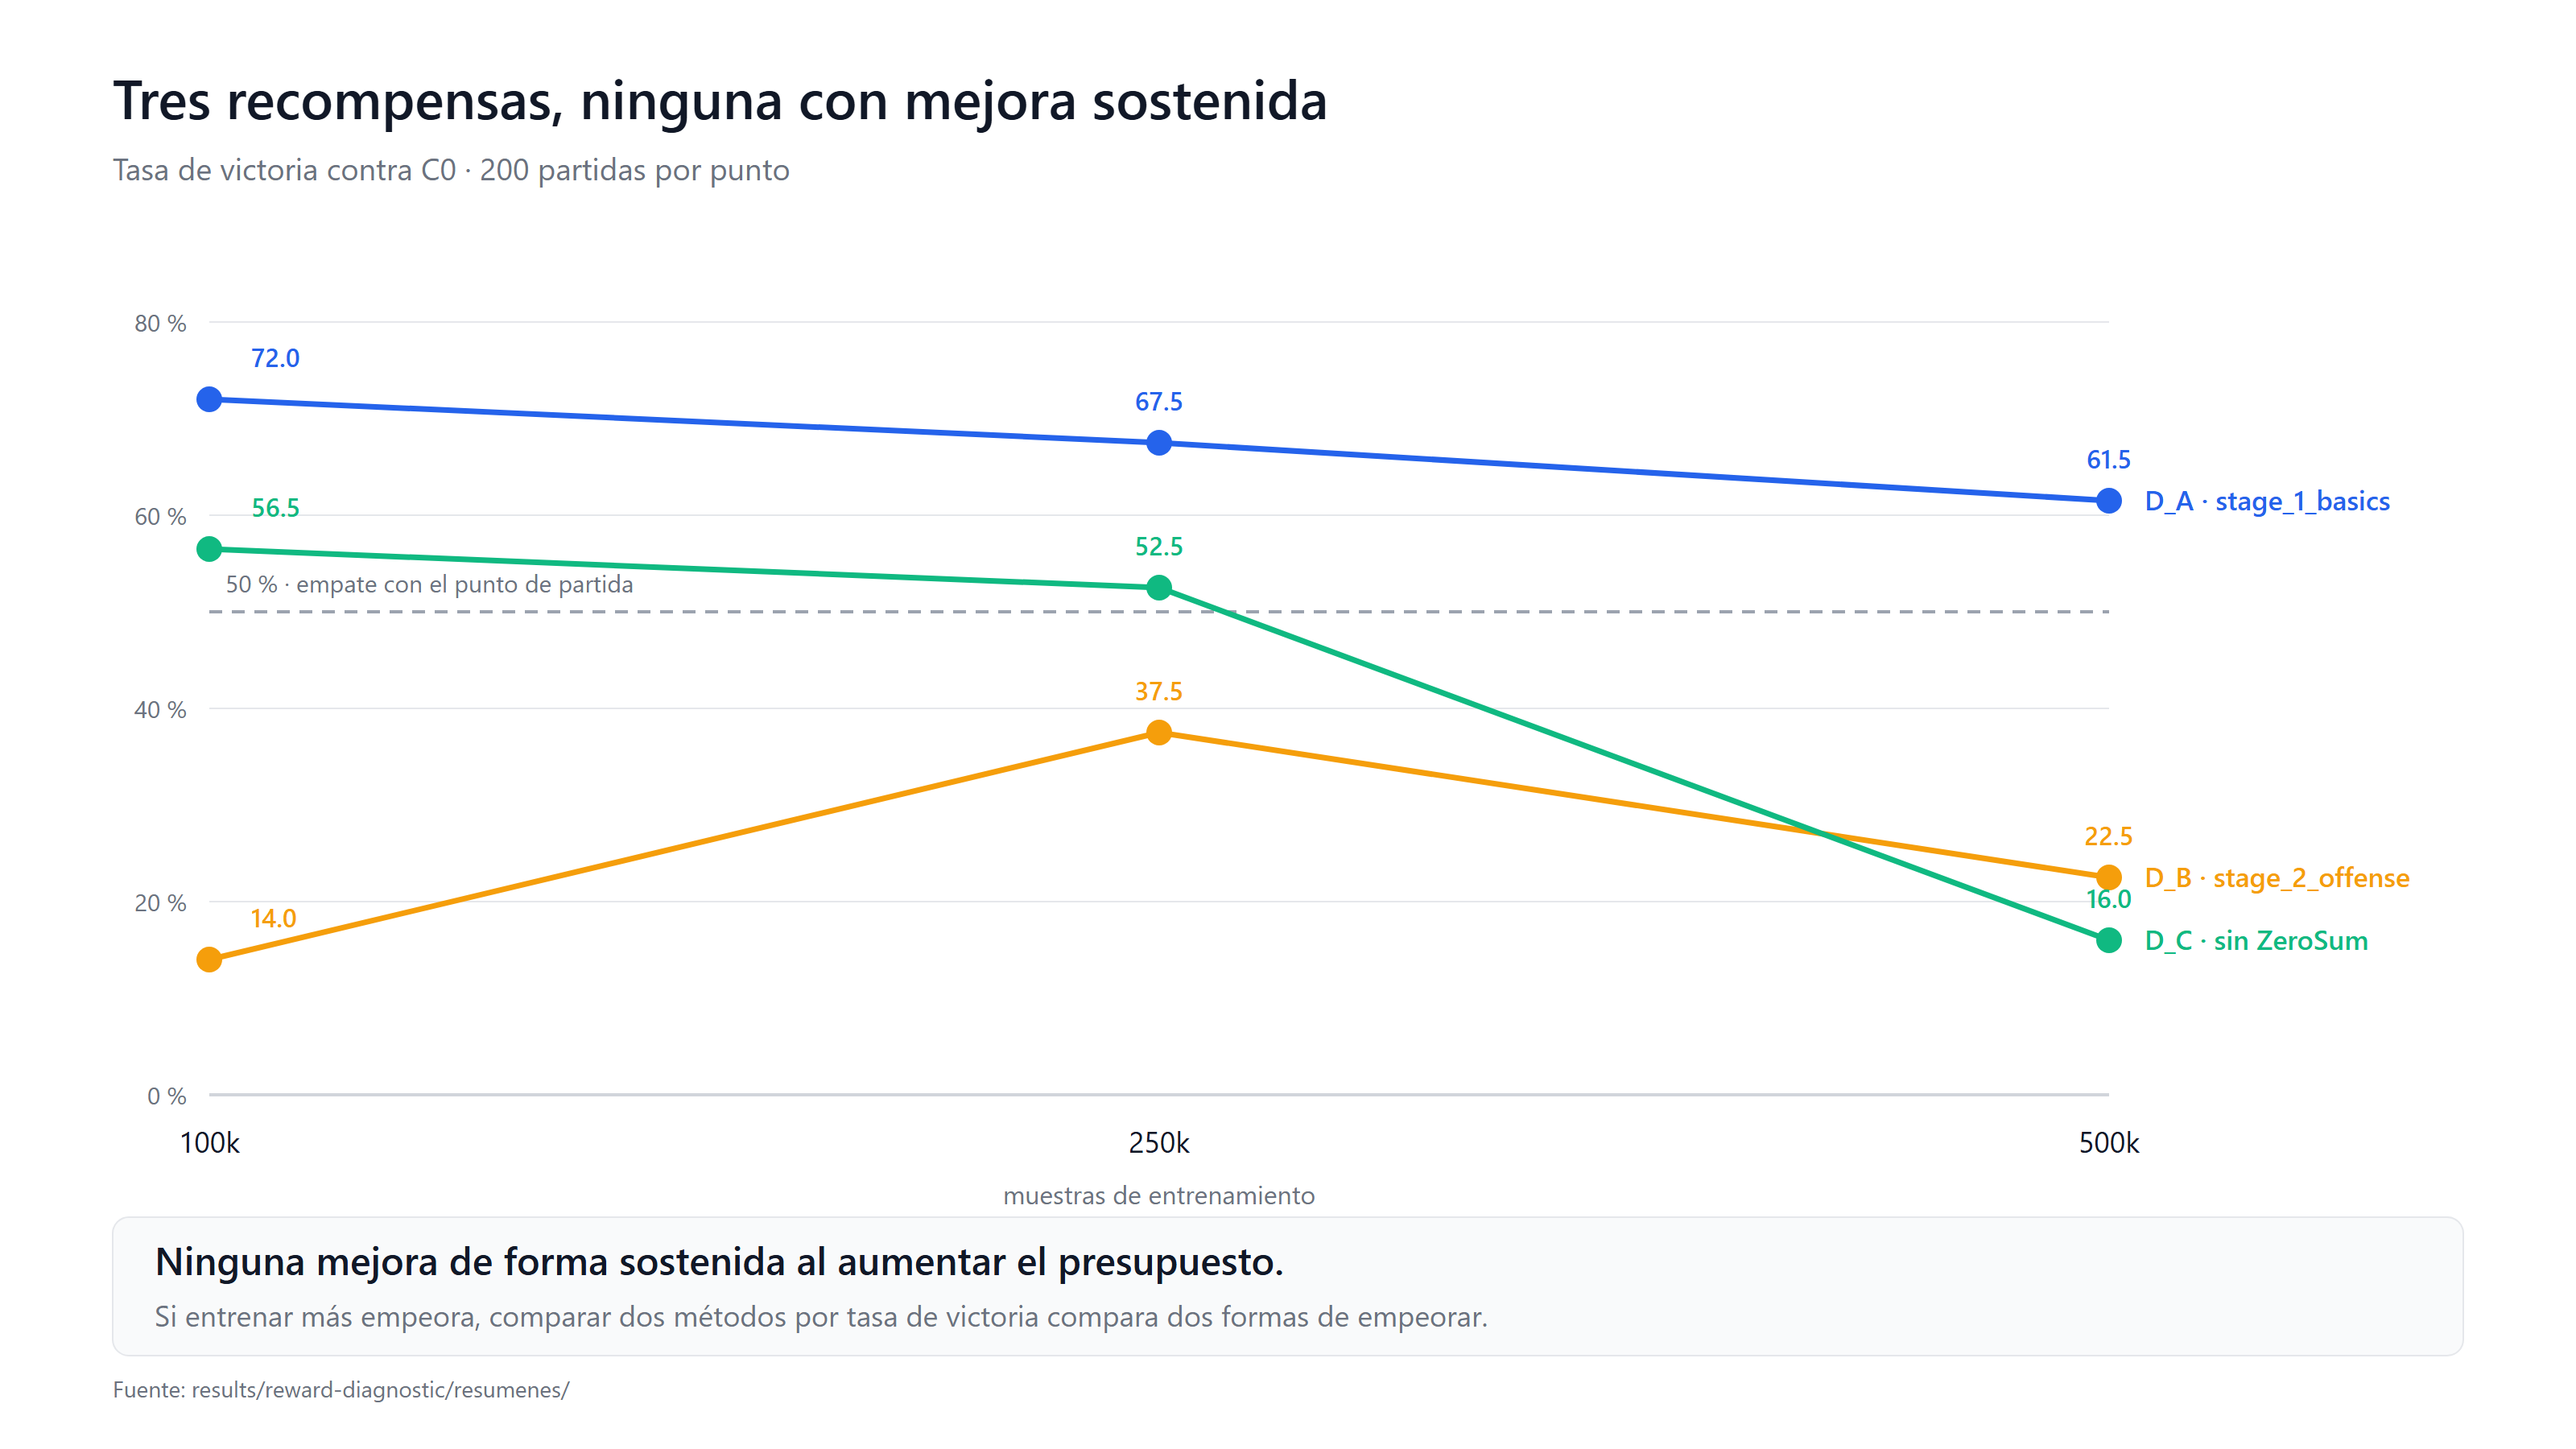 Tres recompensas, ninguna con mejora sostenida
Tasa de victoria contra C0 · 200 partidas por punto
80 %
72.0
67.5
61.5
D_A · stage_1_basics
60 %
56.5
52.5
50 % · empate con el punto de partida
40 %
37.5
22.5
D_B · stage_2_offense
20 %
14.0
16.0
D_C · sin ZeroSum
0 %
100k
250k
500k
muestras de entrenamiento
Ninguna mejora de forma sostenida al aumentar el presupuesto.
Si entrenar más empeora, comparar dos métodos por tasa de victoria compara dos formas de empeorar.
Fuente: results/reward-diagnostic/resumenes/